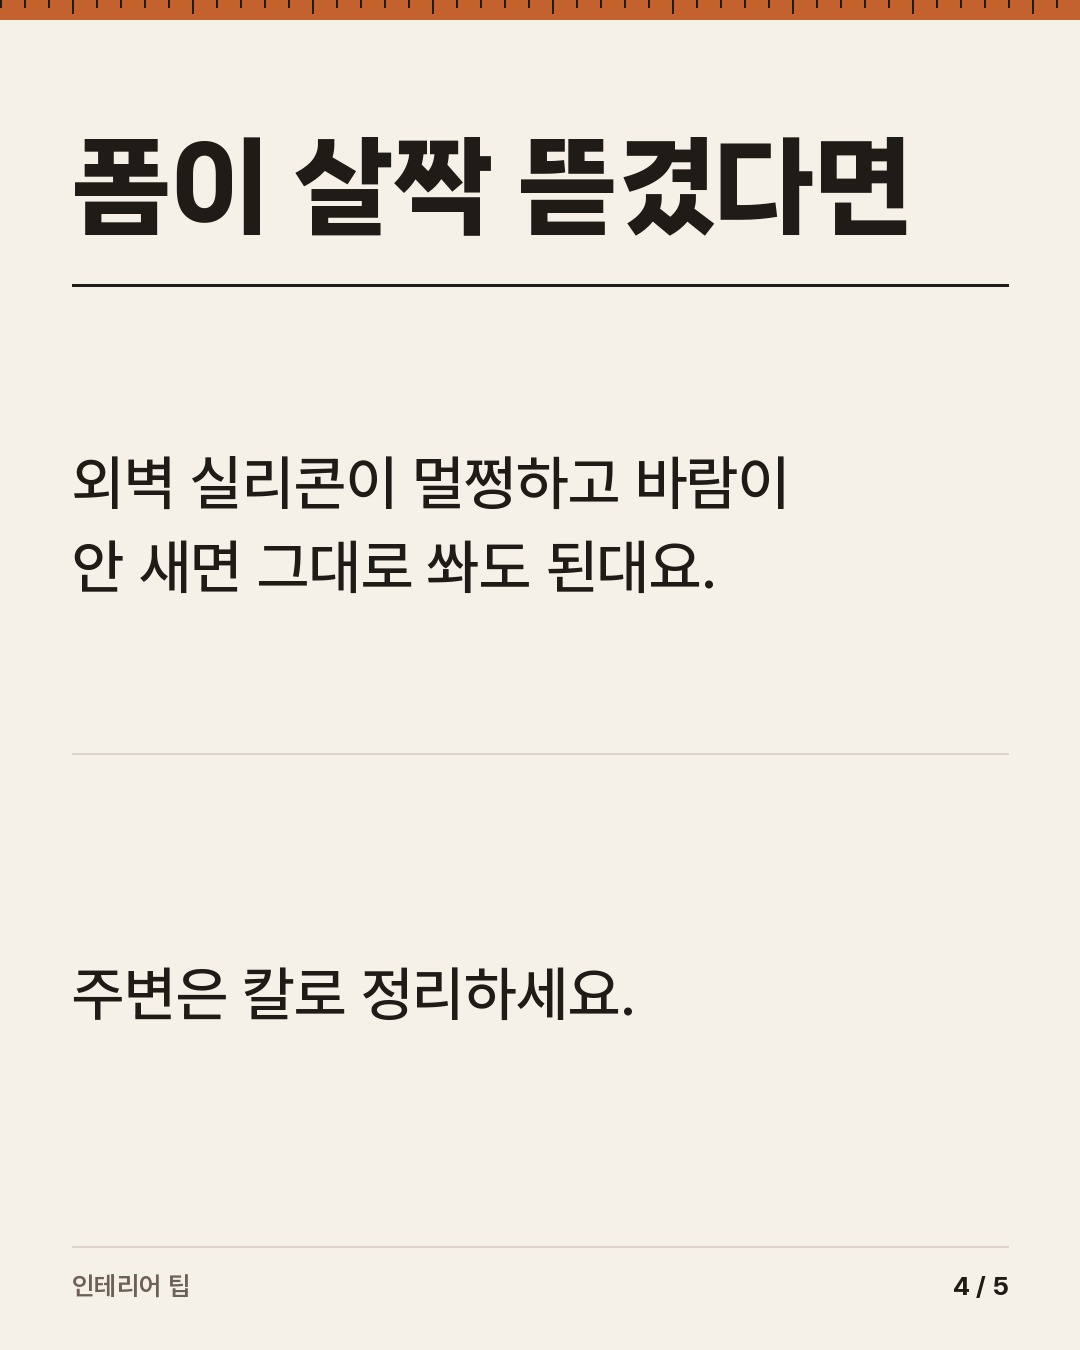 폼이 살짝 뜯겼다면
외벽 실리콘이 멀쩡하고 바람이
안 새면 그대로 쏴도 된대요.
주변은 칼로 정리하세요.
인테리어 팁
4 / 5